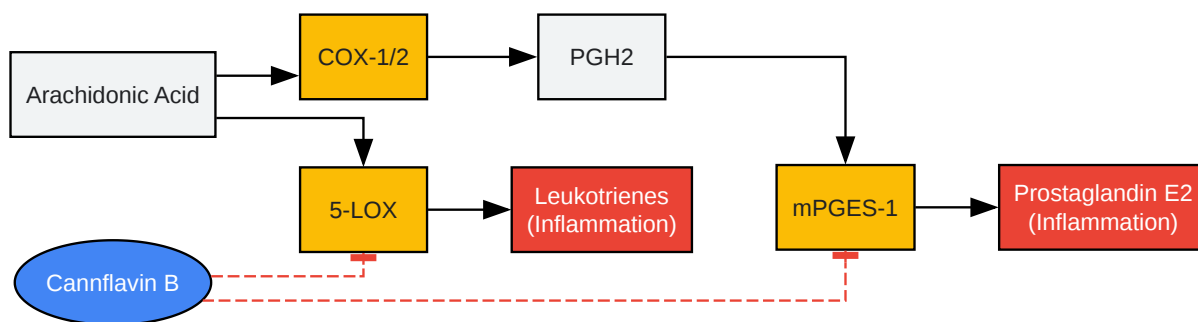 COX-1/2
PGH2
Arachidonic Acid
5-LOX
Leukotrienes
(Inflammation)
mPGES-1
Prostaglandin E2
(Inflammation)
Cannflavin B